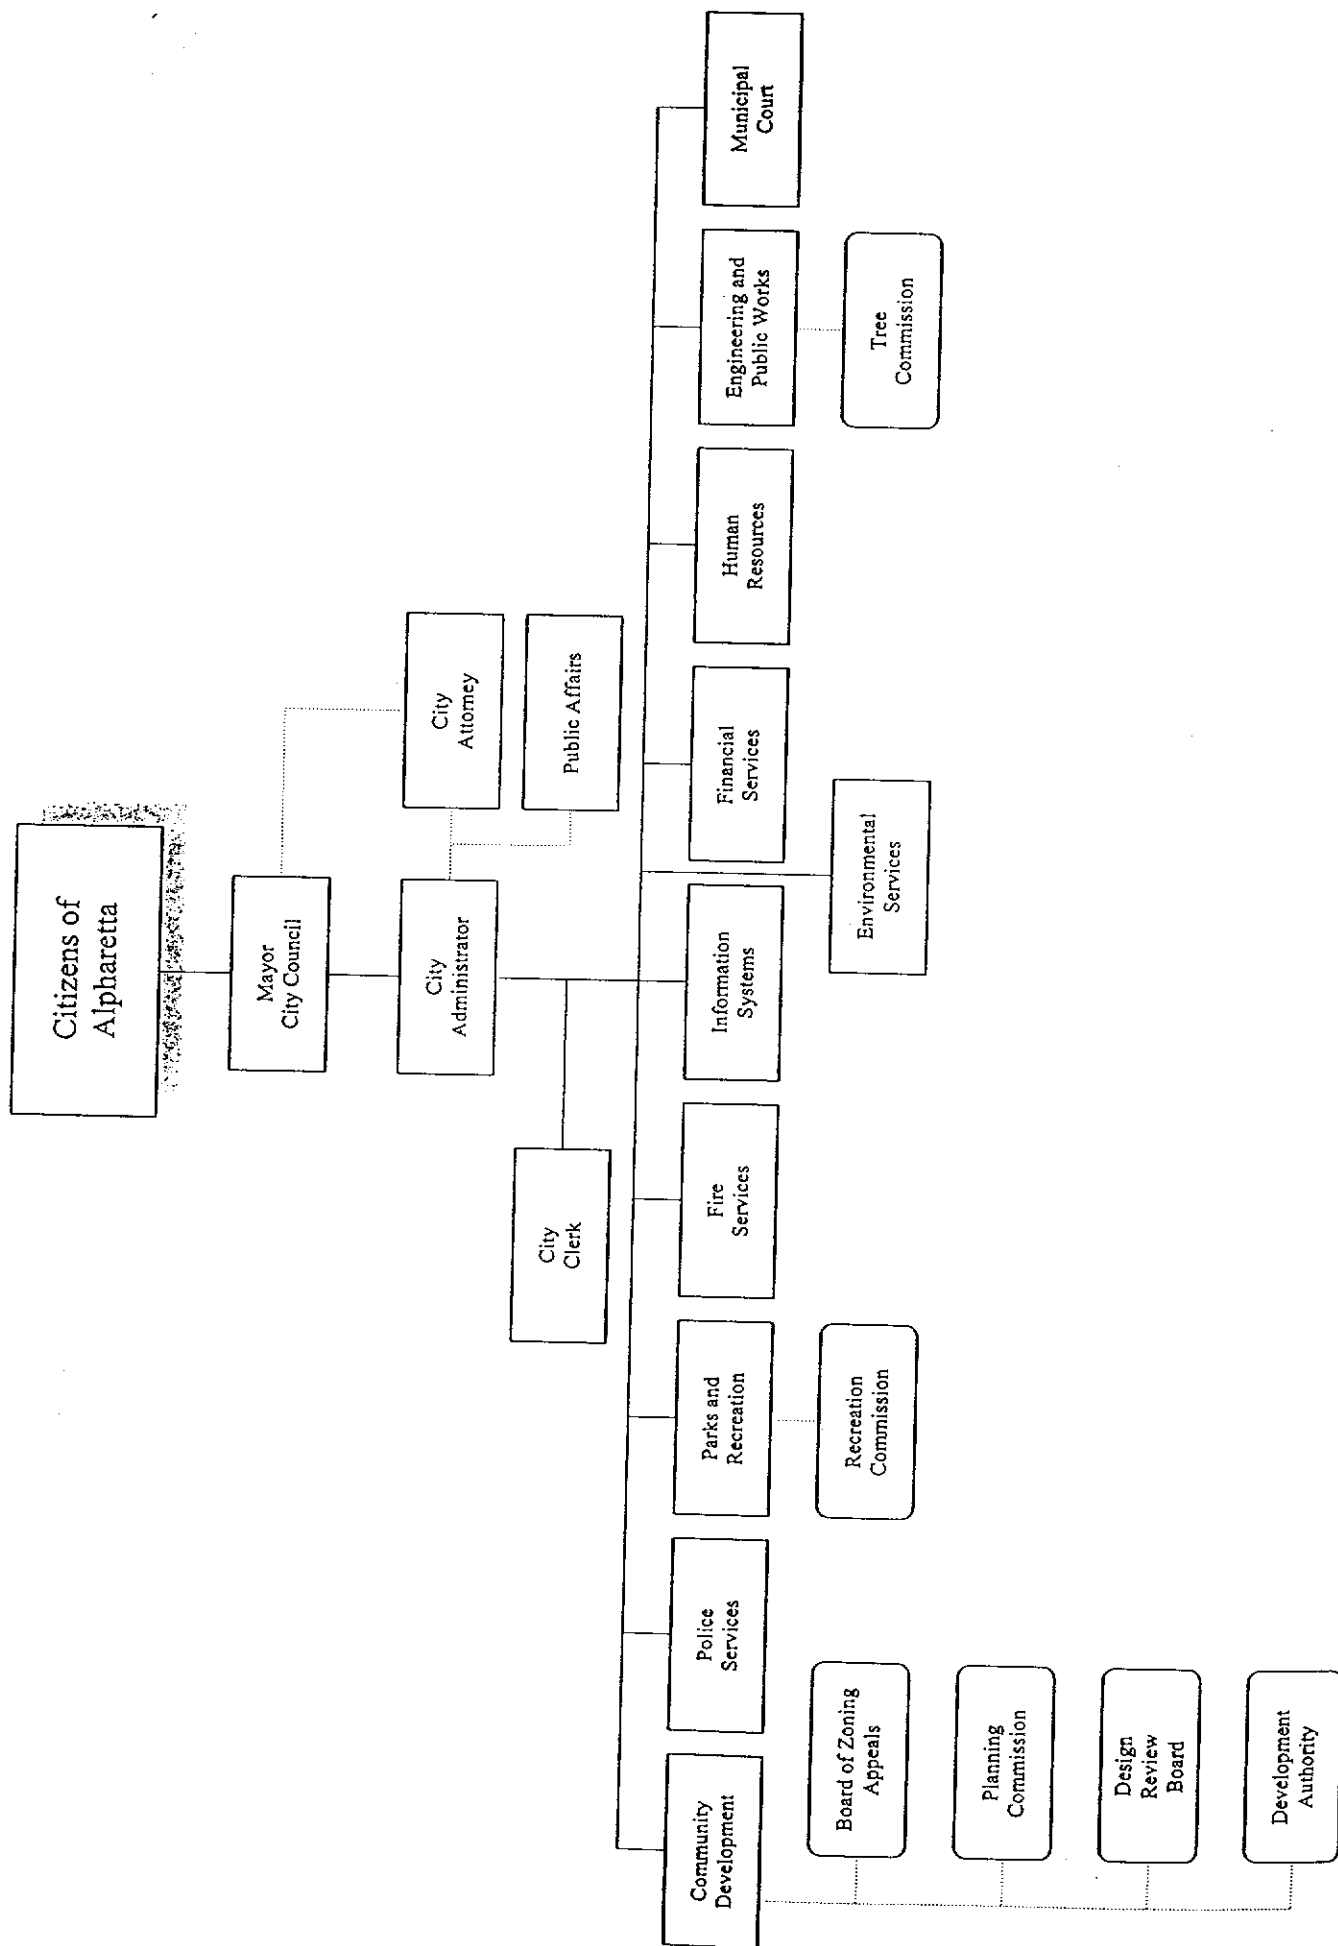 Citizens of
Alpharetta
Mayor
City Council
City
Attorney
City
Administrator
Public Affairs
City
Clerk
Community
Development
Police
Services
Parks and
Recreation
Fire
Services
Information
Systems
Financial
Services
Human
Resources
Engineering and
Public Works
Municipal
Court
Board of Zoning
Appeals
Recreation
Commission
Environmental
Services
Tree
Commission
Planning
Commission
Design
Review
Board
Development
Authority